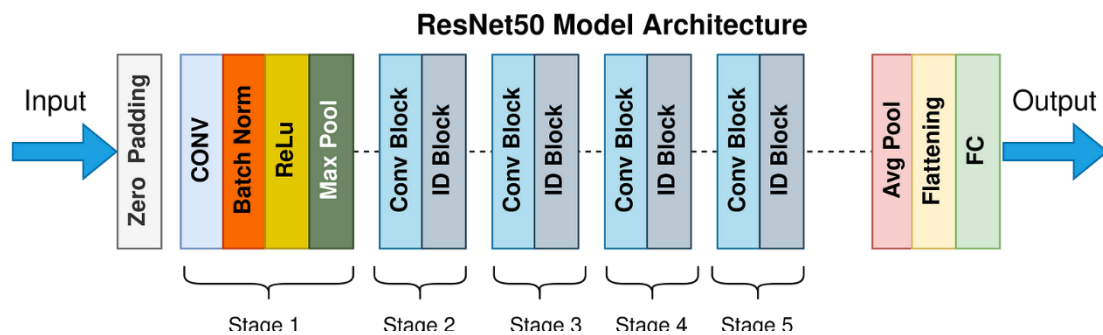 ResNet50 Model Architecture
Input
Zero Padding
CONV
Batch Norm
ReLu
Max Pool
Conv Block
ID Block
Conv Block
ID Block
Conv Block
ID Block
Conv Block
ID Block
Avg Pool
Flattening
FC
Output
Stage 1
Stage 2
Stage 3
Stage 4
Stage 5